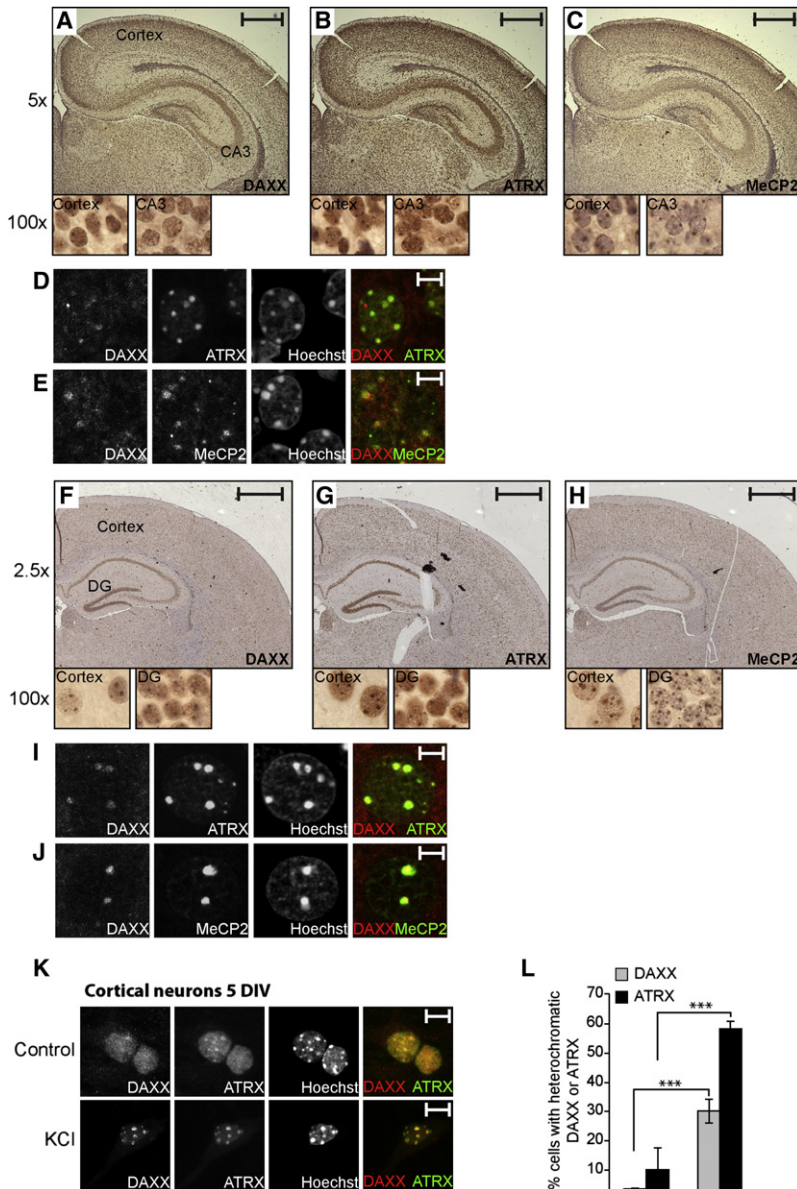 A
Cortex
CA3
DAXX
B
ATRX
C
MeCP2
5x
Cortex CA3
Cortex CA3
Cortex CA3
100x
D
DAXX
ATRX
Hoechst
DAXX ATRX
E
DAXX
MeCP2
Hoechst
DAXX MeCP2
F
Cortex
DG
DAXX
G
ATRX
H
MeCP2
2.5x
Cortex DG
Cortex DG
Cortex DG
100x
I
DAXX
ATRX
Hoechst
DAXX ATRX
J
DAXX
MeCP2
Hoechst
DAXX MeCP2
K
Cortical neurons 5 DIV
Control
DAXX
ATRX
Hoechst
DAXX ATRX
KCl
DAXX
ATRX
Hoechst
DAXX ATRX
L
DAXX
ATRX
% cells with heterochromatic
DAXX or ATRX
70
60
50
40
30
20
10
***
***